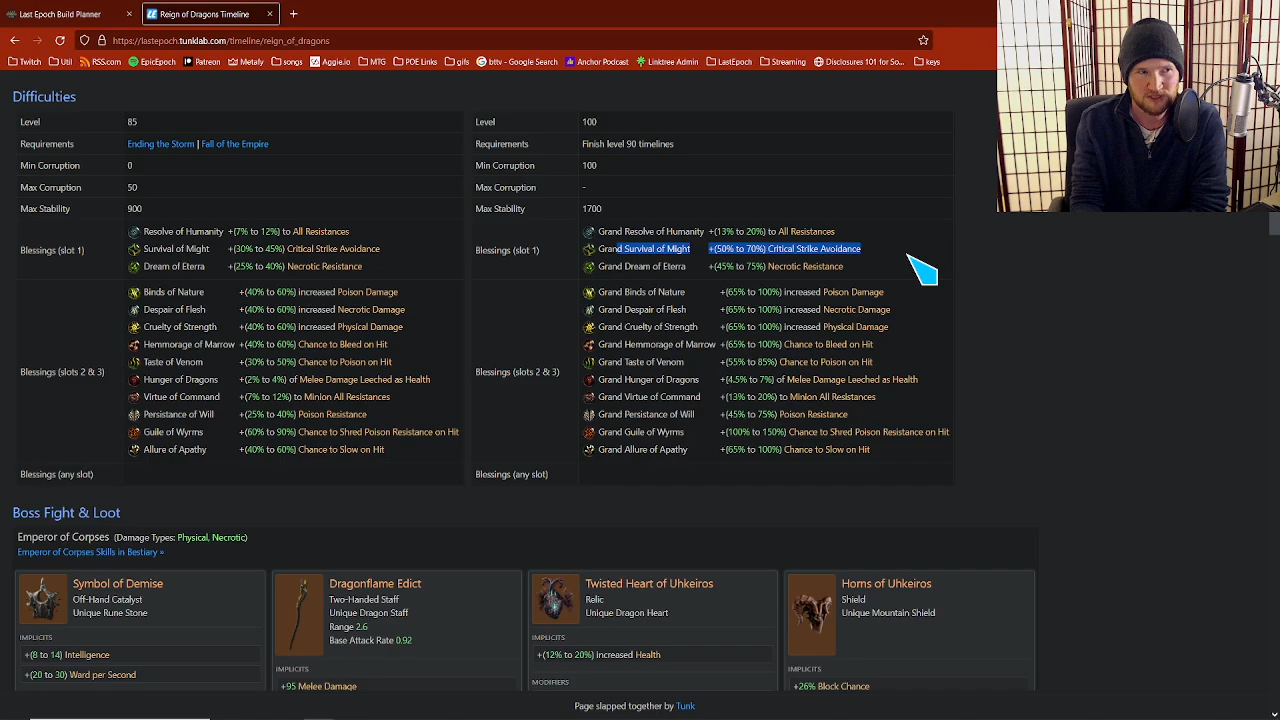 Last Epoch Build Planner
Reign of Dragons Timeline
https://lastepoch.tunklab.com/timeline/reign_of_dragons
Twitch Util RSS.com EpicEpoch Patreon Metafy songs Aggie.io MTG POE Links gifs bttv - Google Search Anchor Podcast Linktree Admin LastEpoch Streaming Disclosures 101 for So... keys
Difficulties
Level 85 Level 100
Requirements Ending the Storm | Fall of the Empire Requirements Finish level 90 timelines
Min Corruption 0 Min Corruption 100
Max Corruption 50 Max Corruption -
Max Stability 900 Max Stability 1700
Resolve of Humanity +(7% to 12%) to All Resistances Grand Resolve of Humanity +(13% to 20%) to All Resistances
Blessings (slot 1) Survival of Might +(30% to 45%) Critical Strike Avoidance Blessings (slot 1) Grand Survival of Might +(50% to 70%) Critical Strike Avoidance
Dream of Eterra +(25% to 40%) Necrotic Resistance Grand Dream of Eterra +(45% to 75%) Necrotic Resistance
Binds of Nature +(40% to 60%) increased Poison Damage Grand Binds of Nature +(65% to 100%) increased Poison Damage
Despair of Flesh +(40% to 60%) increased Necrotic Damage Grand Despair of Flesh +(65% to 100%) increased Necrotic Damage
Cruelty of Strength +(40% to 60%) increased Physical Damage Grand Cruelty of Strength +(65% to 100%) increased Physical Damage
Hemmorage of Marrow +(40% to 60%) Chance to Bleed on Hit Grand Hemmorage of Marrow +(65% to 100%) Chance to Bleed on Hit
Taste of Venom +(30% to 50%) Chance to Poison on Hit Grand Taste of Venom +(55% to 85%) Chance to Poison on Hit
Blessings (slots 2 & 3) Hunger of Dragons +(2% to 4%) of Melee Damage Leeched as Health Blessings (slots 2 & 3) Grand Hunger of Dragons +(4.5% to 7%) of Melee Damage Leeched as Health
Virtue of Command +(7% to 12%) to Minion All Resistances Grand Virtue of Command +(13% to 20%) to Minion All Resistances
Persistance of Will +(25% to 40%) Poison Resistance Grand Persistance of Will +(45% to 75%) Poison Resistance
Guile of Wyrms +(60% to 90%) Chance to Shred Poison Resistance on Hit Grand Guile of Wyrms +(100% to 150%) Chance to Shred Poison Resistance on Hit
Allure of Apathy +(40% to 60%) Chance to Slow on Hit Grand Allure of Apathy +(65% to 100%) Chance to Slow on Hit
Blessings (any slot) Blessings (any slot)
Boss Fight & Loot
Emperor of Corpses (Damage Types: Physical, Necrotic)
Emperor of Corpses Skills in Bestiary »
Symbol of Demise
Off-Hand Catalyst
Unique Rune Stone
IMPLICITS
+(8 to 14) Intelligence
+(20 to 30) Ward per Second
Dragonflame Edict
Two-Handed Staff
Unique Dragon Staff
Range 2.6
Base Attack Rate 0.92
IMPLICITS
+95 Melee Damage
Twisted Heart of Uhkeiros
Relic
Unique Dragon Heart
IMPLICITS
+(12% to 20%) increased Health
MODIFIERS
Horns of Uhkeiros
Shield
Unique Mountain Shield
IMPLICITS
+26% Block Chance
Page slapped together by Tunk